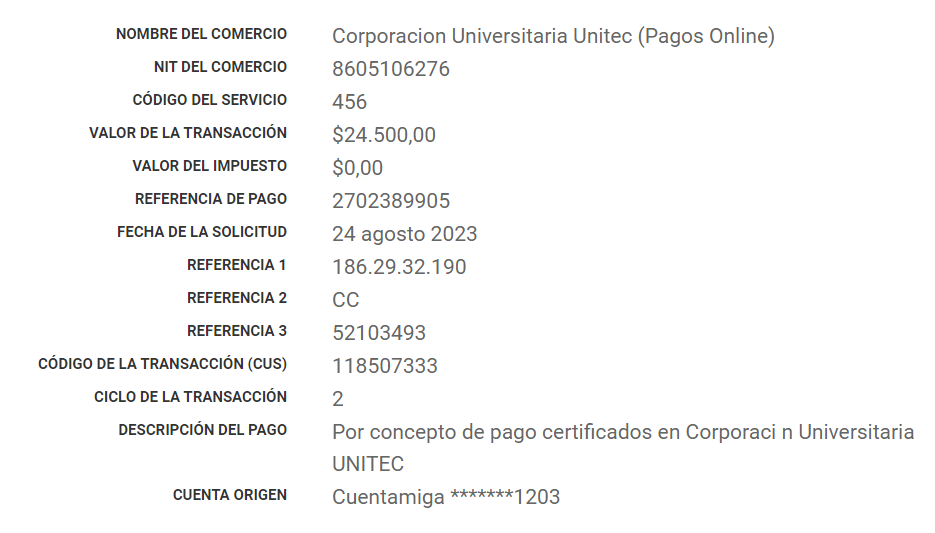 NOMBRE DEL COMERCIO Corporacion Universitaria Unitec (Pagos Online)
NIT DEL COMERCIO 8605106276
CÓDIGO DEL SERVICIO 456
VALOR DE LA TRANSACCIÓN $24.500,00
VALOR DEL IMPUESTO $0,00
REFERENCIA DE PAGO 2702389905
FECHA DE LA SOLICITUD 24 agosto 2023
REFERENCIA 1 186.29.32.190
REFERENCIA 2 CC
REFERENCIA 3 52103493
CÓDIGO DE LA TRANSACCIÓN (CUS) 118507333
CICLO DE LA TRANSACCIÓN 2
DESCRIPCIÓN DEL PAGO Por concepto de pago certificados en Corporaci n Universitaria
UNITEC
CUENTA ORIGEN Cuentamiga *******1203